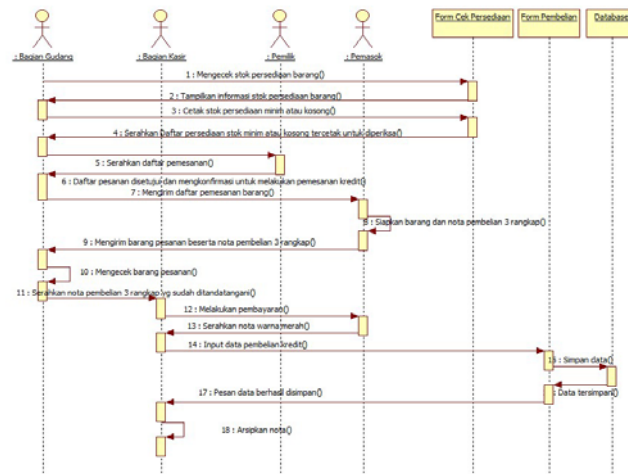 Form Cek Persediaan
Form Pembelian
Database
: Bagian Gudang
: Bagian Kasir
: Pemilik
: Pemasok
1 : Mengecek stok persediaan barang()
2 : Tampilkan informasi stok persediaan barang()
3 : Cetak stok persediaan minim atau kosong()
4 : Serahkan Daftar persediaan stok minim atau kosong tercetak untuk diperiksa()
5 : Serahkan daftar pemesanan()
6 : Daftar pesanan disetujui dan mengkonfirmasi untuk melakukan pemesanan kredit()
7 : Mengirim daftar pemesanan barang()
8 : Siapkan barang dan nota pembelian 3 rangkap()
9 : Mengirim barang pesanan beserta nota pembelian 3 rangkap()
10 : Mengecek barang pesanan()
11 : Serahkan nota pembelian 3 rangkap yg sudah ditandatangani()
12 : Melakukan pembayaran()
13 : Serahkan nota warna merah()
14 : Input data pembelian kredit()
15 : Simpan data()
: Data tersimpan()
17 : Pesan data berhasil disimpan()
18 : Arsipkan nota()